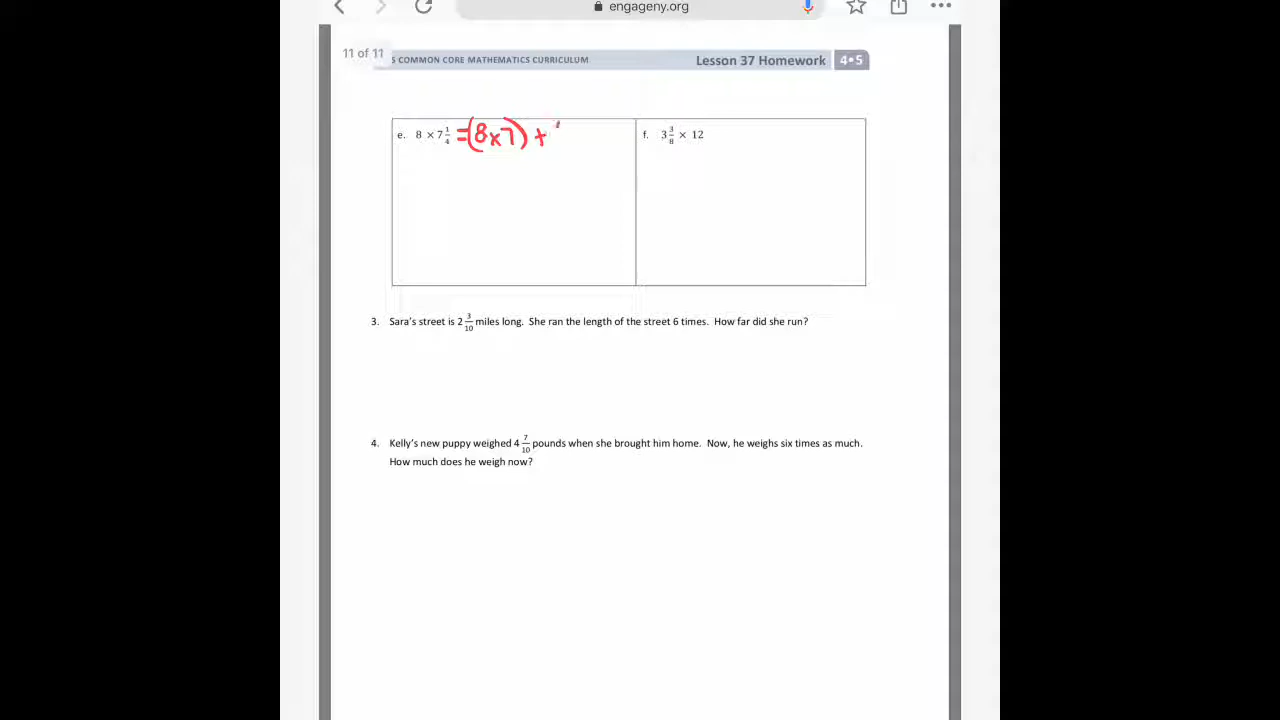 engageny.org
11 of 11
5 COMMON CORE MATHEMATICS CURRICULUM Lesson 37 Homework 4•5
e. 8 × 7 1/4 =(8x7) +
f. 3 3/8 × 12
3. Sara's street is 2 3/10 miles long. She ran the length of the street 6 times. How far did she run?
4. Kelly's new puppy weighed 4 7/10 pounds when she brought him home. Now, he weighs six times as much.
How much does he weigh now?